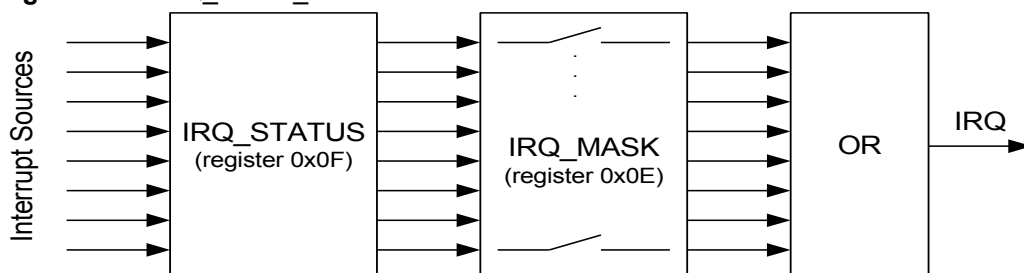 Interrupt Sources
IRQ_STATUS
(register 0x0F)
IRQ_MASK
(register 0x0E)
OR
IRQ